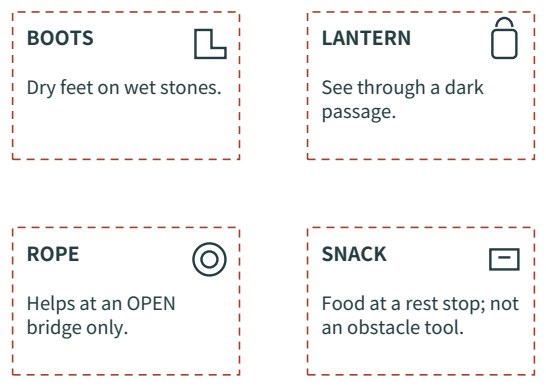 BOOTS
Dry feet on wet stones.
LANTERN
See through a dark
passage.
ROPE
Helps at an OPEN
bridge only.
SNACK
Food at a rest stop; not
an obstacle tool.